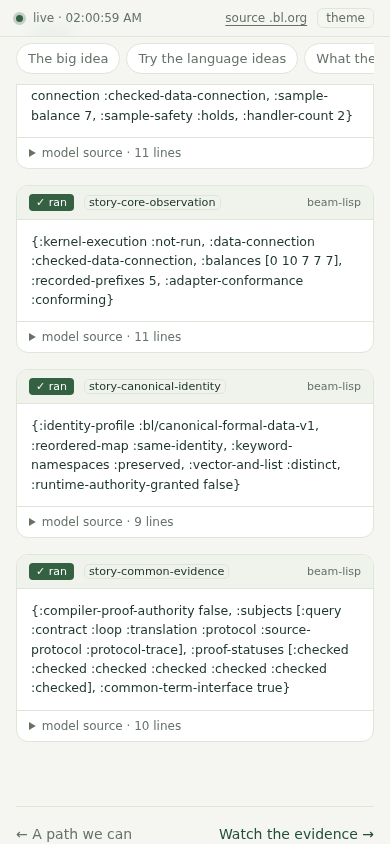 live · 02:00:59 AM
source .bl.org
theme
The big idea
Try the language ideas
What the
connection :checked-data-connection, :sample-
balance 7, :sample-safety :holds, :handler-count 2}
▶ model source · 11 lines
✓ ran
story-core-observation
beam-lisp
{:kernel-execution :not-run, :data-connection
:checked-data-connection, :balances [0 10 7 7 7],
:recorded-prefixes 5, :adapter-conformance
:conforming}
▶ model source · 11 lines
✓ ran
story-canonical-identity
beam-lisp
{:identity-profile :bl/canonical-formal-data-v1,
:reordered-map :same-identity, :keyword-
namespaces :preserved, :vector-and-list :distinct,
:runtime-authority-granted false}
▶ model source · 9 lines
✓ ran
story-common-evidence
beam-lisp
{:compiler-proof-authority false, :subjects [:query
:contract :loop :translation :protocol :source-
protocol :protocol-trace], :proof-statuses [:checked
:checked :checked :checked :checked :checked
:checked], :common-term-interface true}
▶ model source · 10 lines
← A path we can
Watch the evidence →